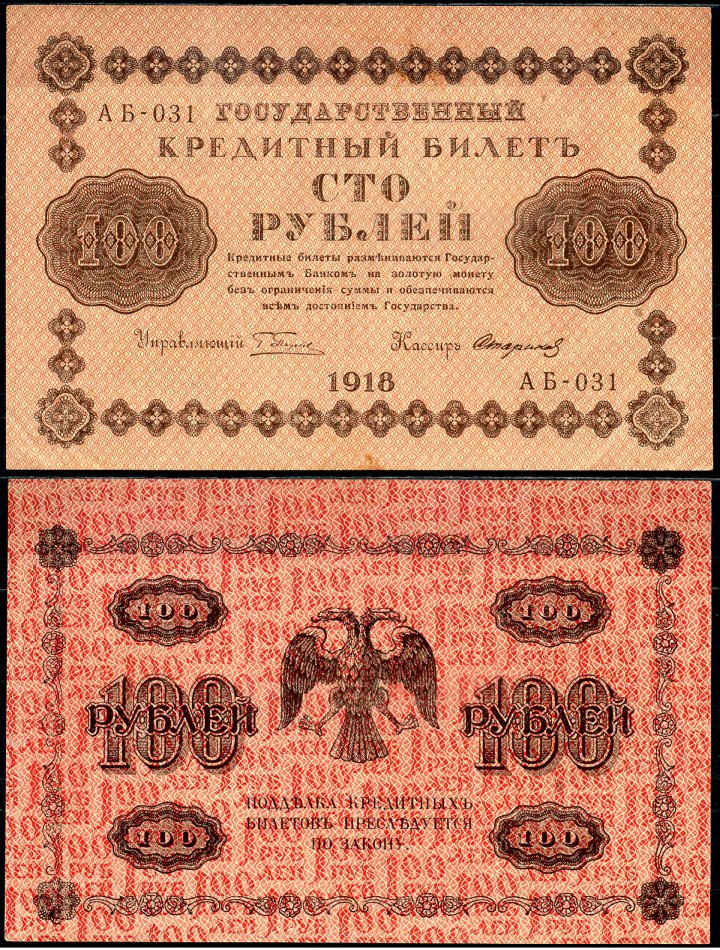 АБ-031 ГОСУДАРСТВЕННЫЙ
КРЕДИТНЫЙ БИЛЕТЪ
СТО
РУБЛЕЙ
100 100
Кредитные билеты размѣниваются Государ-
ственнымъ Банкомъ на золотую монету
безъ ограниченія суммы и обезпечиваются
всѣмъ достояніемъ Государства.
Управляющій Кассиръ
1918 АБ-031
100 100
100 РУБЛЕЙ 100 РУБЛЕЙ
ПОДДѢЛКА КРЕДИТНЫХЪ
БИЛЕТОВЪ ПРЕСЛѢДУЕТСЯ
ПО ЗАКОНУ.
100 100